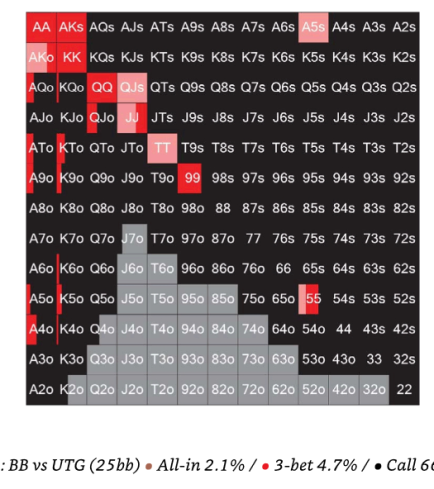 AA AKs AQs AJs ATs A9s A8s A7s A6s A5s A4s A3s A2s
AKo KK KQs KJs KTs K9s K8s K7s K6s K5s K4s K3s K2s
AQo KQo QQ QJs QTs Q9s Q8s Q7s Q6s Q5s Q4s Q3s Q2s
AJo KJo QJo JJ JTs J9s J8s J7s J6s J5s J4s J3s J2s
ATo KTo QTo JTo TT T9s T8s T7s T6s T5s T4s T3s T2s
A9o K9o Q9o J9o T9o 99 98s 97s 96s 95s 94s 93s 92s
A8o K8o Q8o J8o T8o 98o 88 87s 86s 85s 84s 83s 82s
A7o K7o Q7o J7o T7o 97o 87o 77 76s 75s 74s 73s 72s
A6o K6o Q6o J6o T6o 96o 86o 76o 66 65s 64s 63s 62s
A5o K5o Q5o J5o T5o 95o 85o 75o 65o 55 54s 53s 52s
A4o K4o Q4o J4o T4o 94o 84o 74o 64o 54o 44 43s 42s
A3o K3o Q3o J3o T3o 93o 83o 73o 63o 53o 43o 33 32s
A2o K2o Q2o J2o T2o 92o 82o 72o 62o 52o 42o 32o 22
: BB vs UTG (25bb) • All-in 2.1% / • 3-bet 4.7% / • Call 6